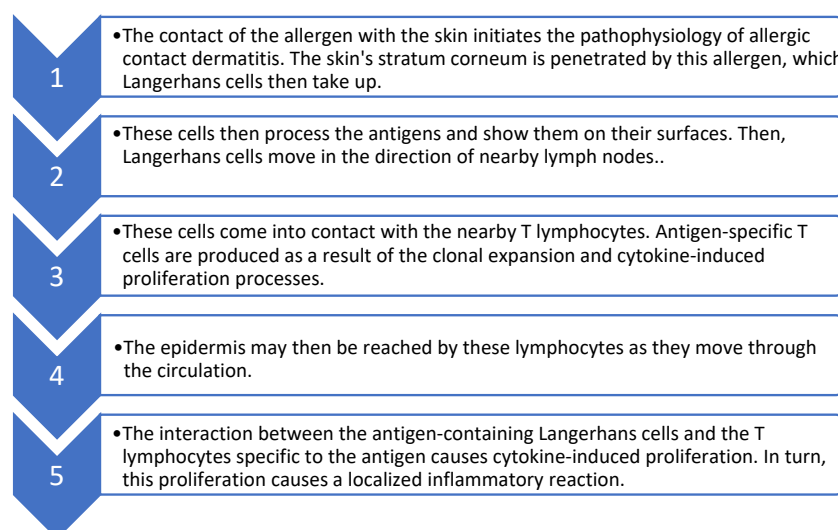 1
•The contact of the allergen with the skin initiates the pathophysiology of allergic
contact dermatitis. The skin's stratum corneum is penetrated by this allergen, which
Langerhans cells then take up.
2
•These cells then process the antigens and show them on their surfaces. Then,
Langerhans cells move in the direction of nearby lymph nodes..
3
•These cells come into contact with the nearby T lymphocytes. Antigen-specific T
cells are produced as a result of the clonal expansion and cytokine-induced
proliferation processes.
4
•The epidermis may then be reached by these lymphocytes as they move through
the circulation.
5
•The interaction between the antigen-containing Langerhans cells and the T
lymphocytes specific to the antigen causes cytokine-induced proliferation. In turn,
this proliferation causes a localized inflammatory reaction.